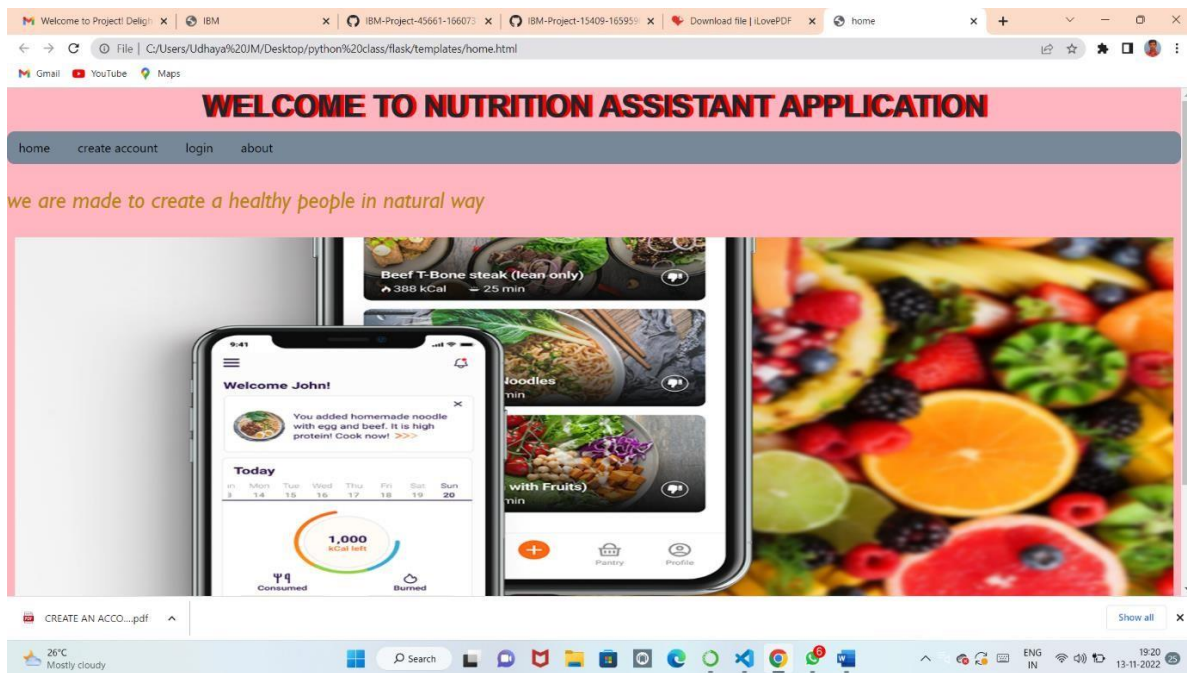 Welcome to Project! Deligh
IBM
IBM-Project-45661-166073
IBM-Project-15409-165959
Download file | iLovePDF
home
File | C:/Users/Udhaya%20JM/Desktop/python%20class/flask/templates/home.html
Gmail YouTube Maps
WELCOME TO NUTRITION ASSISTANT APPLICATION
home create account login about
we are made to create a healthy people in natural way
Beef T-Bone steak (lean only)
388 kCal 25 min
Noodles
min
with Fruits)
min
Pantry Profile
9:41
Welcome John!
You added homemade noodle
with egg and beef. It is high
protein! Cook now! >>>
Today
Mon Tue Wed Thu Fri Sat Sun
14 15 16 17 18 19 20
1,000
kCal left
Consumed Burned
CREATE AN ACCO....pdf
Show all
26°C
Mostly cloudy
Search
6
ENG
IN
19:20
13-11-2022
25